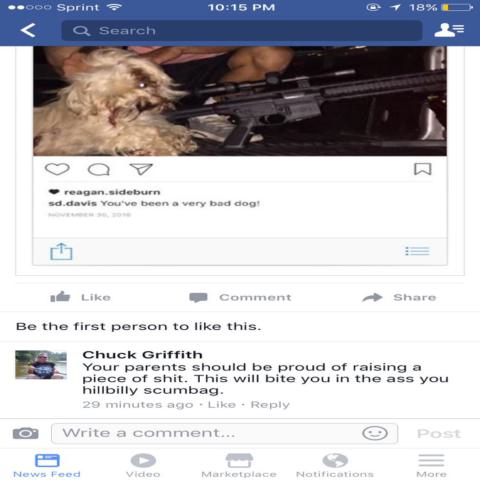 Sprint 10:15 PM 18%
Search
reagan.sideburn
sd.davis You've been a very bad dog!
NOVEMBER 30, 2016
Like Comment Share
Be the first person to like this.
Chuck Griffith
Your parents should be proud of raising a
piece of shit. This will bite you in the ass you
hillbilly scumbag.
29 minutes ago · Like · Reply
Write a comment... Post
News Feed Video Marketplace Notifications More